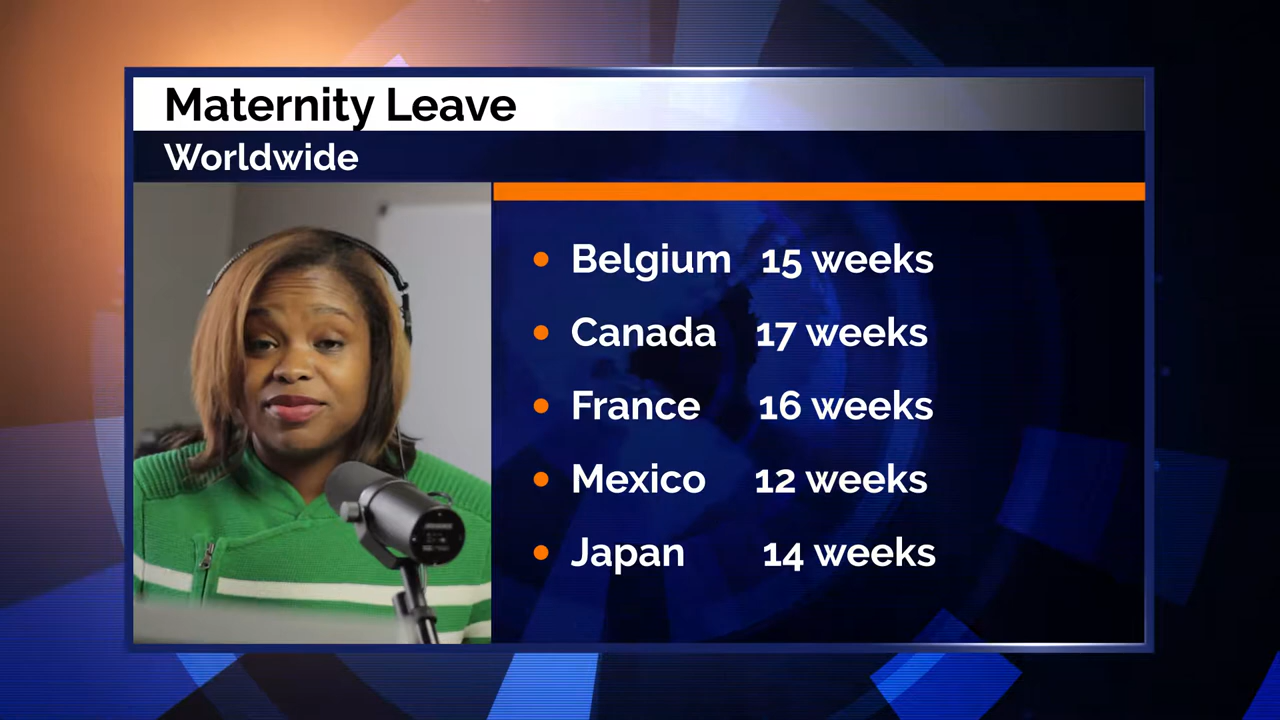 Maternity Leave
Worldwide
Belgium 15 weeks
Canada 17 weeks
France 16 weeks
Mexico 12 weeks
Japan 14 weeks